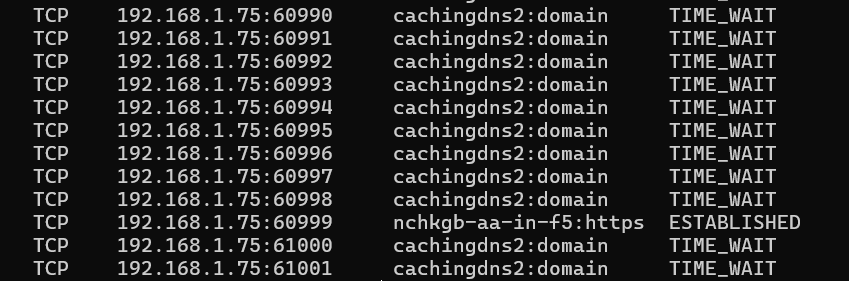 TCP    192.168.1.75:60990     cachingdns2:domain     TIME_WAIT
TCP    192.168.1.75:60991     cachingdns2:domain     TIME_WAIT
TCP    192.168.1.75:60992     cachingdns2:domain     TIME_WAIT
TCP    192.168.1.75:60993     cachingdns2:domain     TIME_WAIT
TCP    192.168.1.75:60994     cachingdns2:domain     TIME_WAIT
TCP    192.168.1.75:60995     cachingdns2:domain     TIME_WAIT
TCP    192.168.1.75:60996     cachingdns2:domain     TIME_WAIT
TCP    192.168.1.75:60997     cachingdns2:domain     TIME_WAIT
TCP    192.168.1.75:60998     cachingdns2:domain     TIME_WAIT
TCP    192.168.1.75:60999     nchkgb-aa-in-f5:https  ESTABLISHED
TCP    192.168.1.75:61000     cachingdns2:domain     TIME_WAIT
TCP    192.168.1.75:61001     cachingdns2:domain     TIME_WAIT